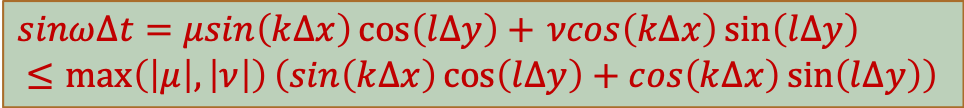 sinωΔt = μsin(kΔx) cos(lΔy) + νcos(kΔx) sin(lΔy)
≤ max(|μ|, |ν|) (sin(kΔx) cos(lΔy) + cos(kΔx) sin(lΔy))